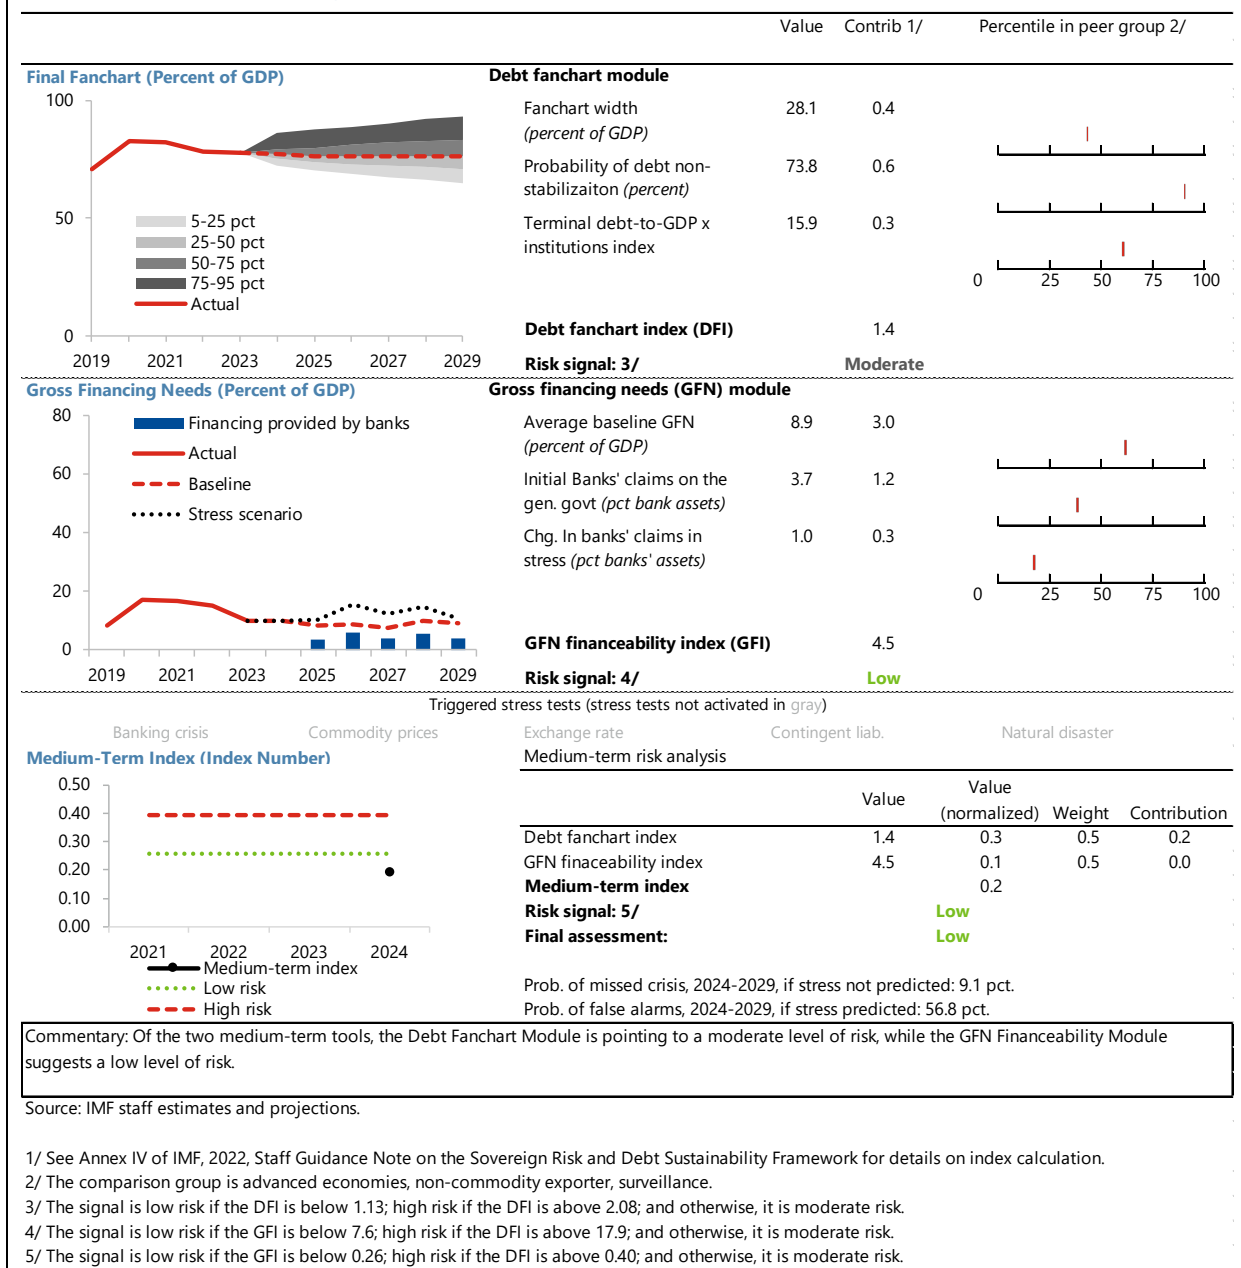 Value Contrib 1/ Percentile in peer group 2/
Final Fanchart (Percent of GDP)
100
50
0
5-25 pct
25-50 pct
50-75 pct
75-95 pct
Actual
2019 2021 2023 2025 2027 2029
Debt fanchart module
Fanchart width 28.1 0.4
(percent of GDP)
Probability of debt non- 73.8 0.6
stabilizaiton (percent)
Terminal debt-to-GDP x 15.9 0.3
institutions index
0 25 50 75 100
Debt fanchart index (DFI) 1.4
Risk signal: 3/ Moderate
Gross Financing Needs (Percent of GDP)
80
60
40
20
0
Financing provided by banks
Actual
Baseline
Stress scenario
2019 2021 2023 2025 2027 2029
Gross financing needs (GFN) module
Average baseline GFN 8.9 3.0
(percent of GDP)
Initial Banks' claims on the 3.7 1.2
gen. govt (pct bank assets)
Chg. In banks' claims in 1.0 0.3
stress (pct banks' assets)
0 25 50 75 100
GFN financeability index (GFI) 4.5
Risk signal: 4/ Low
Triggered stress tests (stress tests not activated in gray)
Banking crisis Commodity prices Exchange rate Contingent liab. Natural disaster
Medium-Term Index (Index Number)
0.50
0.40
0.30
0.20
0.10
0.00
2021 2022 2023 2024
Medium-term index
Low risk
High risk
Medium-term risk analysis
Value Value (normalized) Weight Contribution
Debt fanchart index 1.4 0.3 0.5 0.2
GFN finaceability index 4.5 0.1 0.5 0.0
Medium-term index 0.2
Risk signal: 5/ Low
Final assessment: Low
Prob. of missed crisis, 2024-2029, if stress not predicted: 9.1 pct.
Prob. of false alarms, 2024-2029, if stress predicted: 56.8 pct.
Commentary: Of the two medium-term tools, the Debt Fanchart Module is pointing to a moderate level of risk, while the GFN Financeability Module
suggests a low level of risk.
Source: IMF staff estimates and projections.
1/ See Annex IV of IMF, 2022, Staff Guidance Note on the Sovereign Risk and Debt Sustainability Framework for details on index calculation.
2/ The comparison group is advanced economies, non-commodity exporter, surveillance.
3/ The signal is low risk if the DFI is below 1.13; high risk if the DFI is above 2.08; and otherwise, it is moderate risk.
4/ The signal is low risk if the GFI is below 7.6; high risk if the DFI is above 17.9; and otherwise, it is moderate risk.
5/ The signal is low risk if the GFI is below 0.26; high risk if the DFI is above 0.40; and otherwise, it is moderate risk.